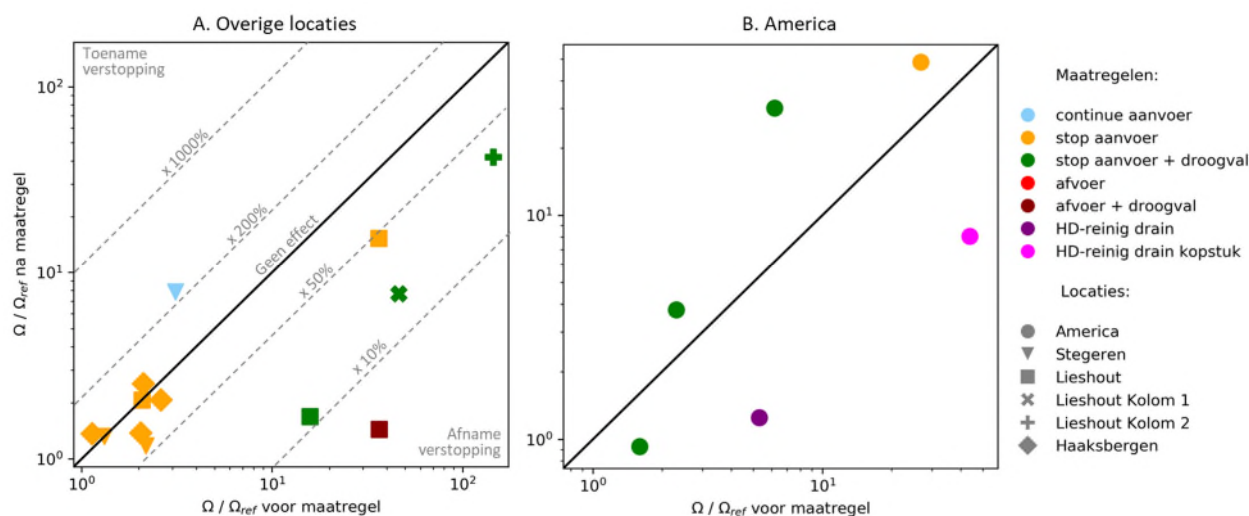 A. Overige locaties
Toename
verstopping
x 1000%
x 200%
Geen effect
x 50%
x 10%
Afname
verstopping
10²
10¹
10⁰
10⁰
10¹
10²
Ω / Ωref na maatregel
Ω / Ωref voor maatregel
B. America
10¹
10⁰
10⁰
10¹
Ω / Ωref voor maatregel
Maatregelen:
continue aanvoer
stop aanvoer
stop aanvoer + droogval
afvoer
afvoer + droogval
HD-reinig drain
HD-reinig drain kopstuk
Locaties:
America
Stegeren
Lieshout
Lieshout Kolom 1
Lieshout Kolom 2
Haaksbergen